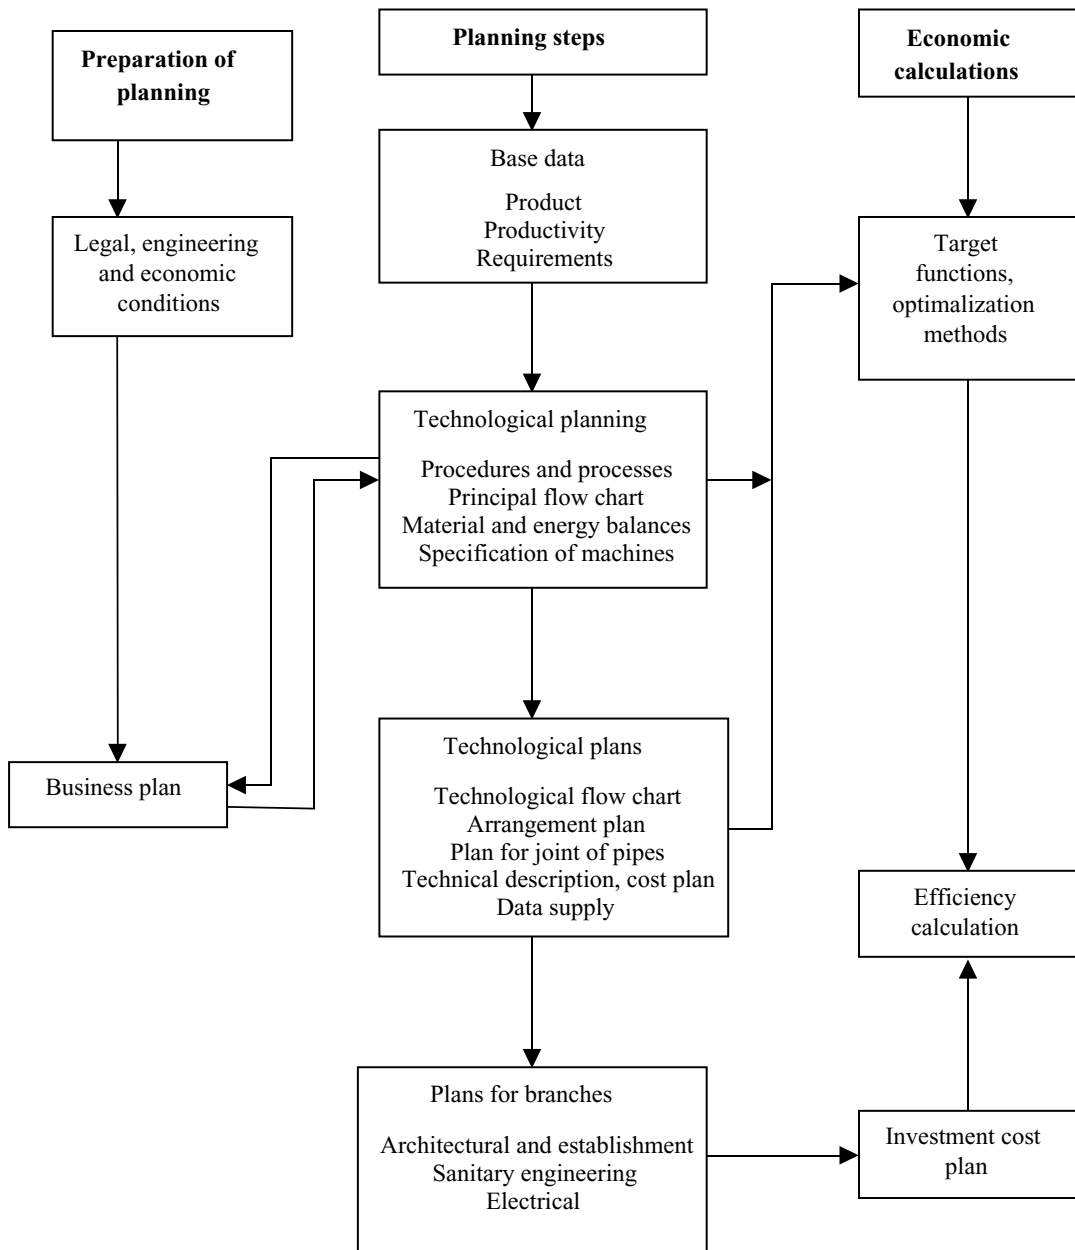 Preparation of
planning
Legal, engineering
and economic
conditions
Business plan
Planning steps
Base data
Product
Productivity
Requirements
Technological planning
Procedures and processes
Principal flow chart
Material and energy balances
Specification of machines
Technological plans
Technological flow chart
Arrangement plan
Plan for joint of pipes
Technical description, cost plan
Data supply
Plans for branches
Architectural and establishment
Sanitary engineering
Electrical
Economic
calculations
Target
functions,
optimalization
methods
Efficiency
calculation
Investment cost
plan